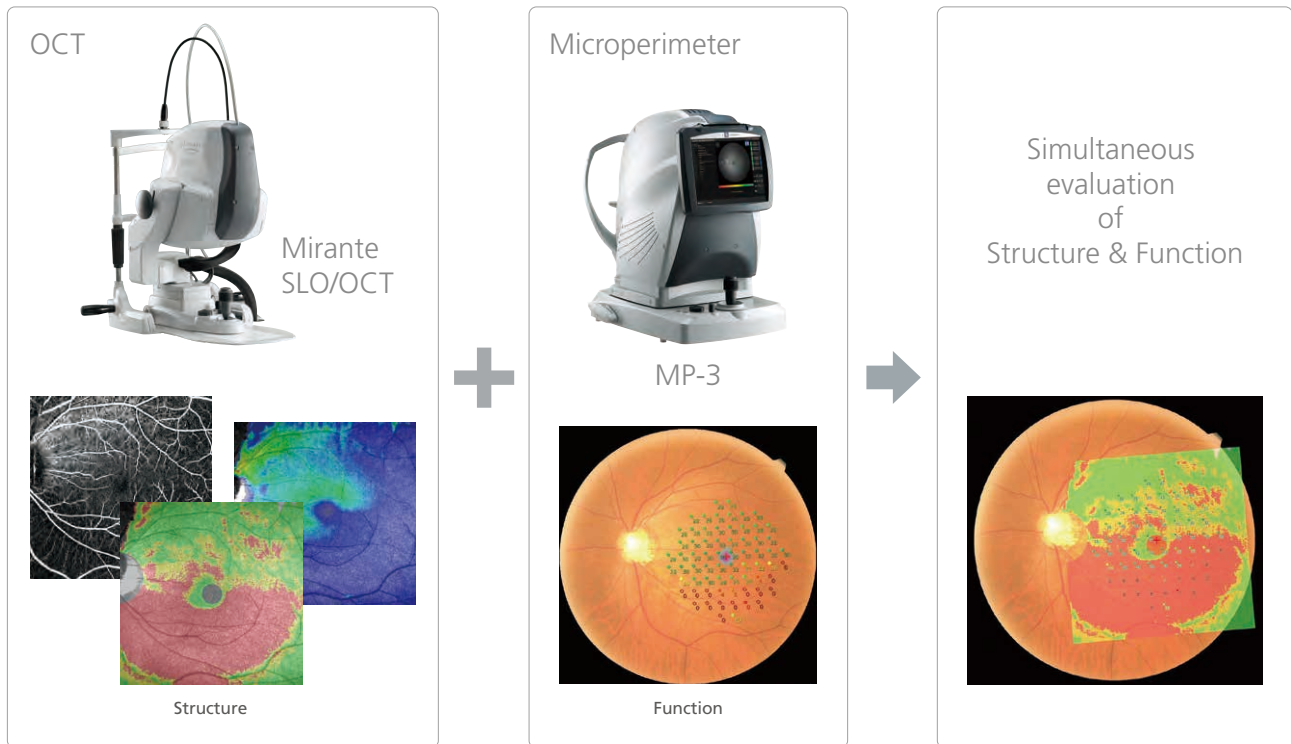 OCT
Mirante
SLO/OCT
Structure
Microperimeter
MP-3
Function
Simultaneous
evaluation
of
Structure & Function